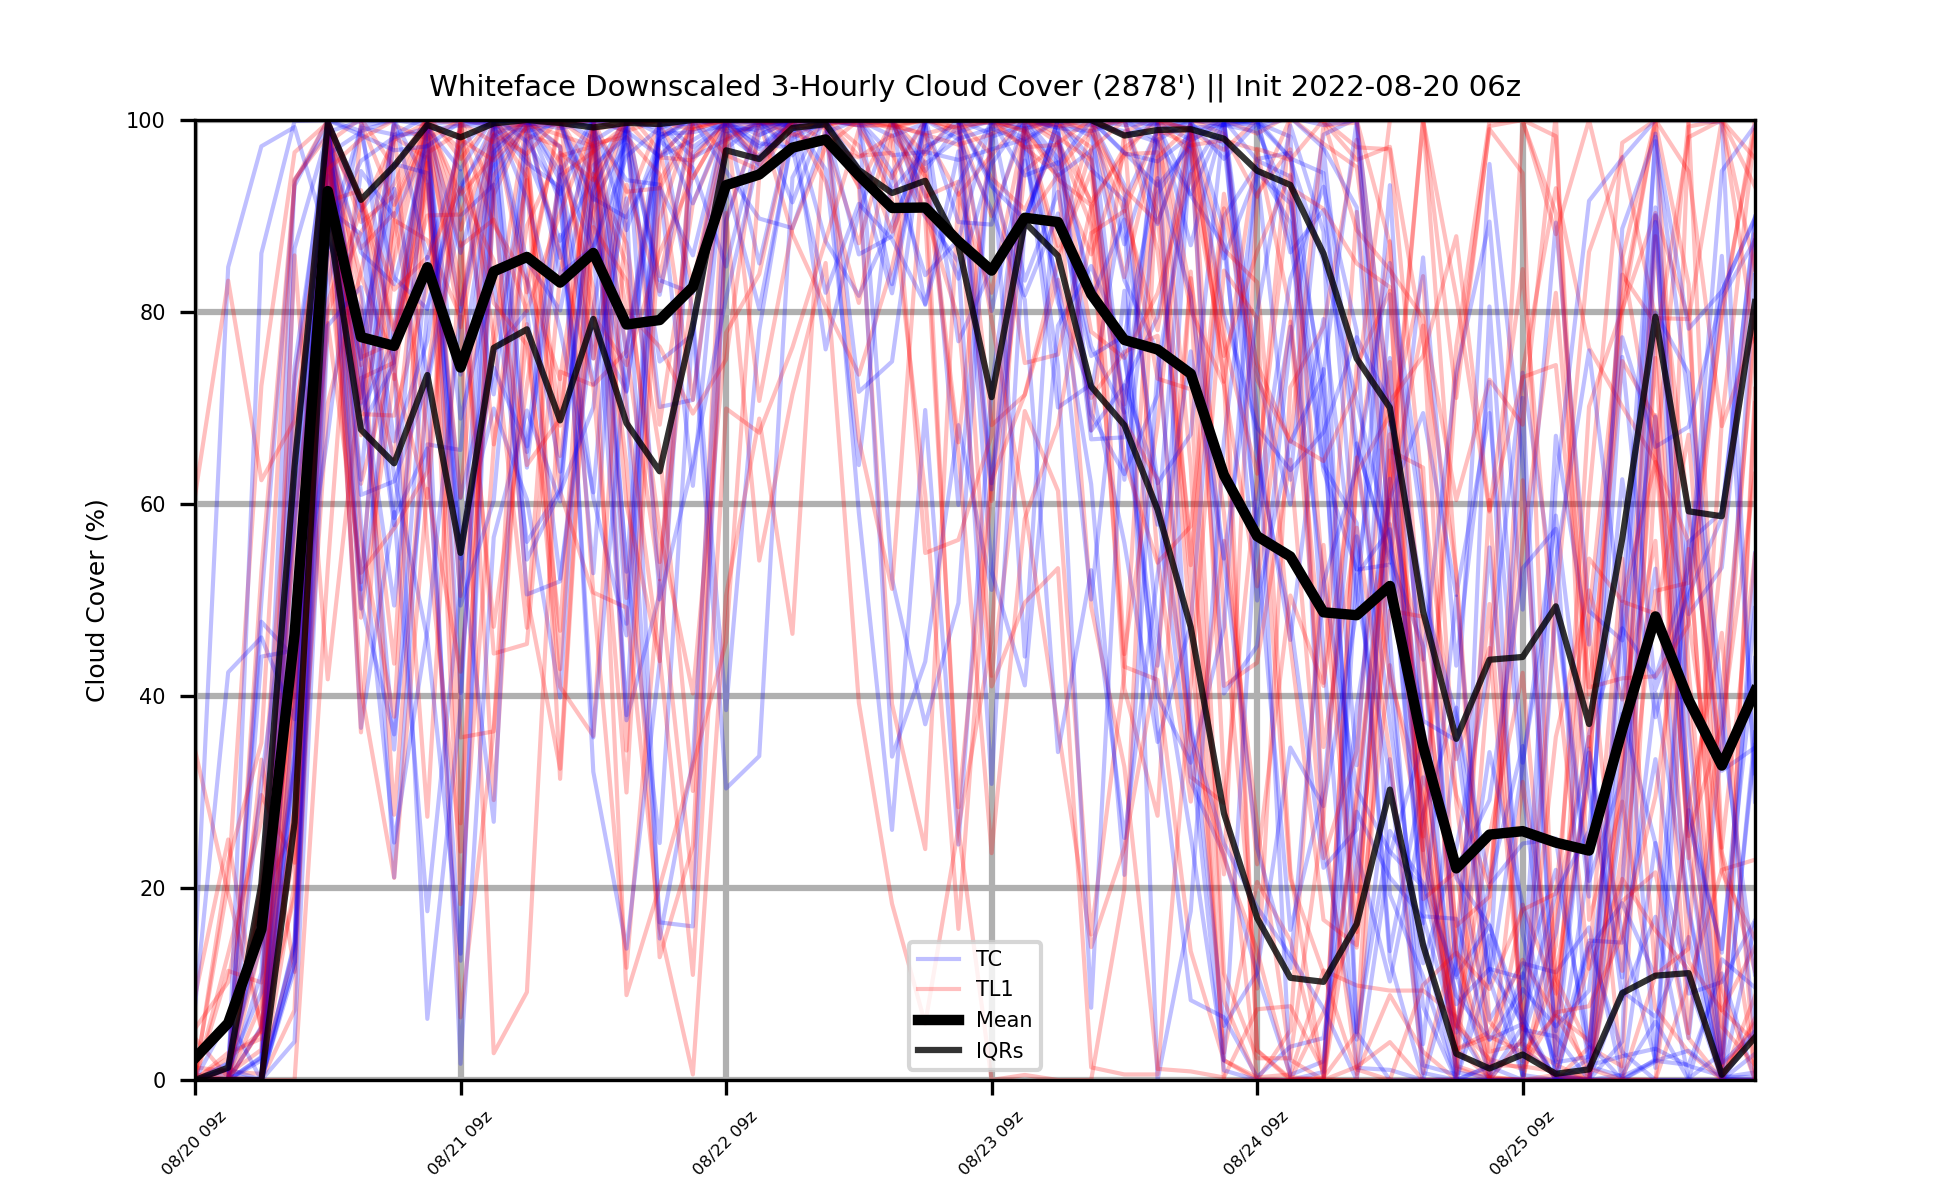 Whiteface Downscaled 3-Hourly Cloud Cover (2878') || Init 2022-08-20 06z
Cloud Cover (%)
100
80
60
40
20
0
TC
TL1
Mean
IQRs
08/20 09z
08/21 09z
08/22 09z
08/23 09z
08/24 09z
08/25 09z